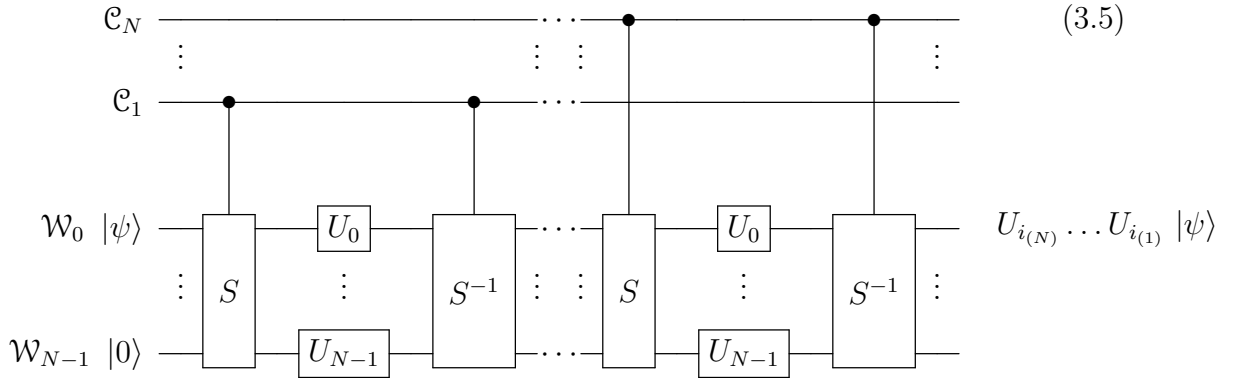 𝒞_N ⋯ (3.5)
⋮ ⋮ ⋮ ⋮
𝒞_1 ⋯
𝒲_0 |ψ⟩ U_0 ⋯ U_0 U_{i_{(N)}} … U_{i_{(1)}} |ψ⟩
⋮ S ⋮ S^{-1} ⋮ ⋮ S ⋮ S^{-1} ⋮
𝒲_{N-1} |0⟩ U_{N-1} ⋯ U_{N-1}